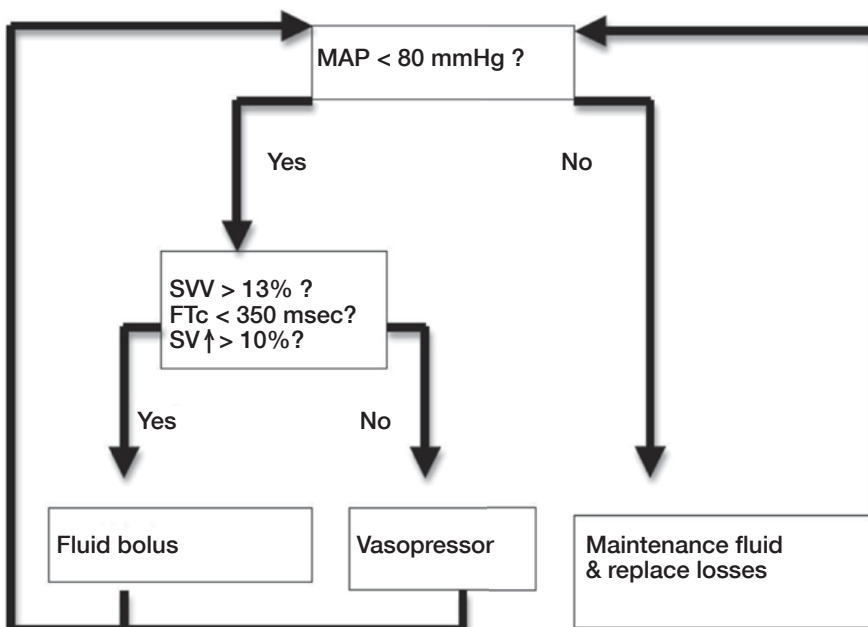 MAP < 80 mmHg ?
Yes
No
SVV > 13% ?
FTc < 350 msec?
SV↑> 10%?
Yes
No
Fluid bolus
Vasopressor
Maintenance fluid
& replace losses